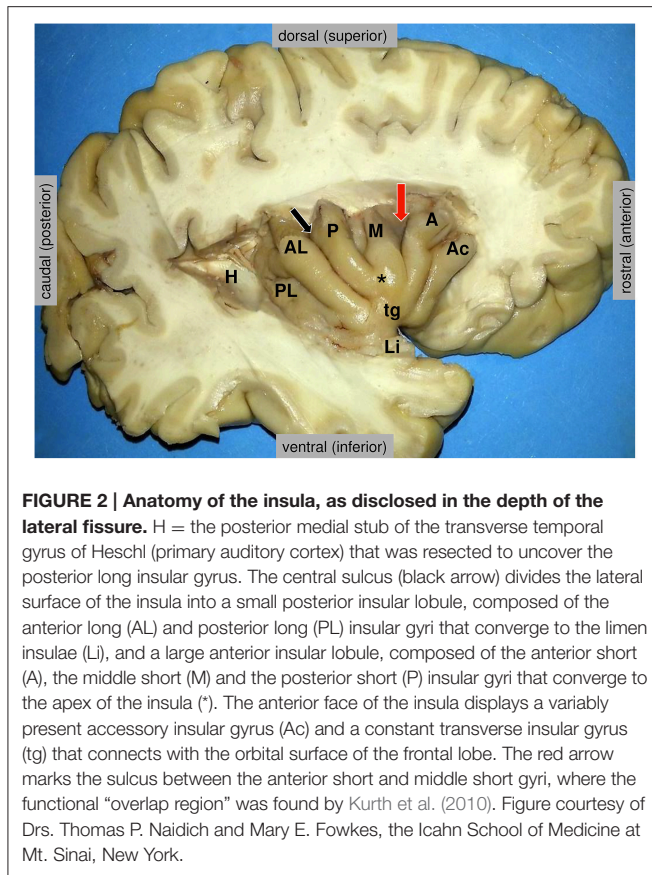 dorsal (superior)
caudal (posterior)
rostral (anterior)
A
P
M
AL
Ac
H
*
PL
tg
Li
ventral (inferior)
FIGURE 2 | Anatomy of the insula, as disclosed in the depth of the
lateral fissure. H = the posterior medial stub of the transverse temporal
gyrus of Heschl (primary auditory cortex) that was resected to uncover the
posterior long insular gyrus. The central sulcus (black arrow) divides the lateral
surface of the insula into a small posterior insular lobule, composed of the
anterior long (AL) and posterior long (PL) insular gyri that converge to the limen
insulae (Li), and a large anterior insular lobule, composed of the anterior short
(A), the middle short (M) and the posterior short (P) insular gyri that converge to
the apex of the insula (*). The anterior face of the insula displays a variably
present accessory insular gyrus (Ac) and a constant transverse insular gyrus
(tg) that connects with the orbital surface of the frontal lobe. The red arrow
marks the sulcus between the anterior short and middle short gyri, where the
functional “overlap region” was found by Kurth et al. (2010). Figure courtesy of
Drs. Thomas P. Naidich and Mary E. Fowkes, the Icahn School of Medicine at
Mt. Sinai, New York.